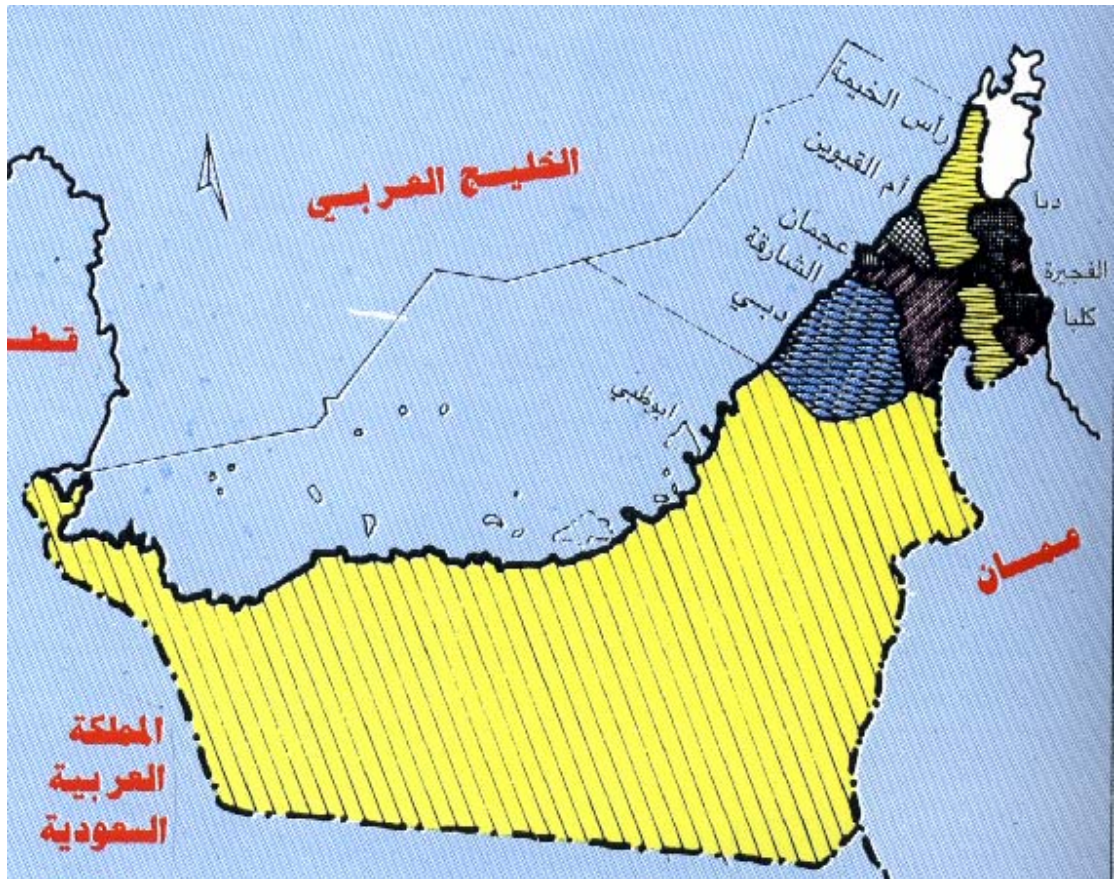 رأس الخيمة
أم القيوين
عجمان
الشارقة
دبي
ابوظبي
دبا
الفجيرة
كلبا
الخليج العربي
قطـ
عمان
المملكة
العربية
السعودية